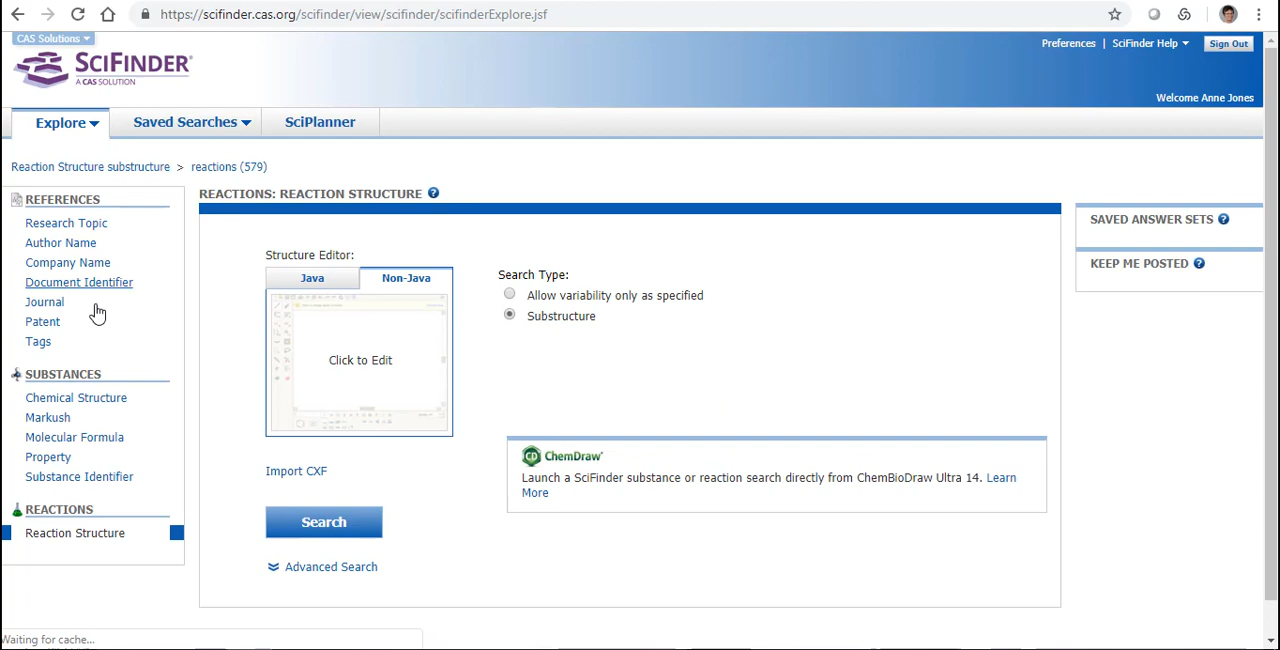 https://scifinder.cas.org/scifinder/view/scifinder/scifinderExplore.jsf
CAS Solutions
SCIFINDER®
A CAS SOLUTION
Preferences | SciFinder Help Sign Out
Welcome Anne Jones
Explore Saved Searches SciPlanner
Reaction Structure substructure > reactions (579)
REFERENCES
Research Topic
Author Name
Company Name
Document Identifier
Journal
Patent
Tags
SUBSTANCES
Chemical Structure
Markush
Molecular Formula
Property
Substance Identifier
REACTIONS
Reaction Structure
REACTIONS: REACTION STRUCTURE ?
Structure Editor:
Java Non-Java
Click to Edit
Import CXF
Search
Advanced Search
Search Type:
Allow variability only as specified
Substructure
CD ChemDraw®
Launch a SciFinder substance or reaction search directly from ChemBioDraw Ultra 14. Learn
More
SAVED ANSWER SETS ?
KEEP ME POSTED ?
Waiting for cache...